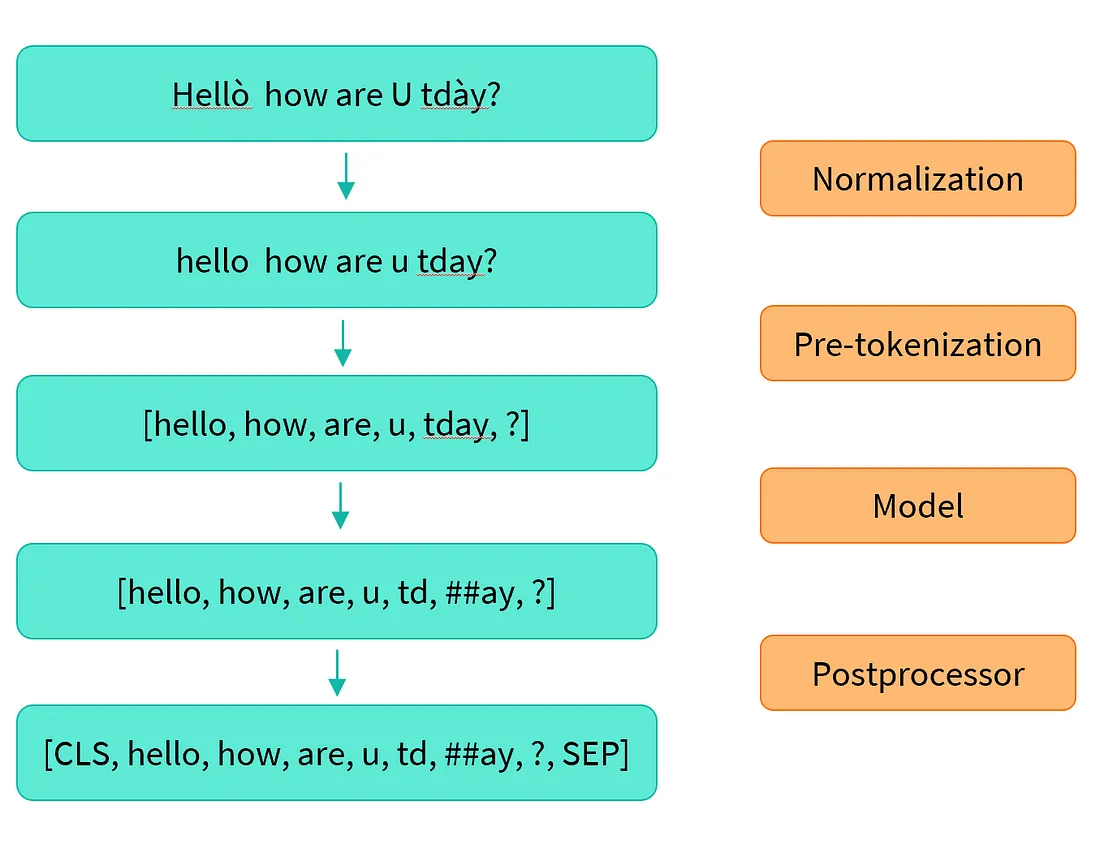 Hellò  how are U tdày?
Normalization
hello  how are u tday?
Pre-tokenization
[hello, how, are, u, tday, ?]
Model
[hello, how, are, u, td, ##ay, ?]
Postprocessor
[CLS, hello, how, are, u, td, ##ay, ?, SEP]